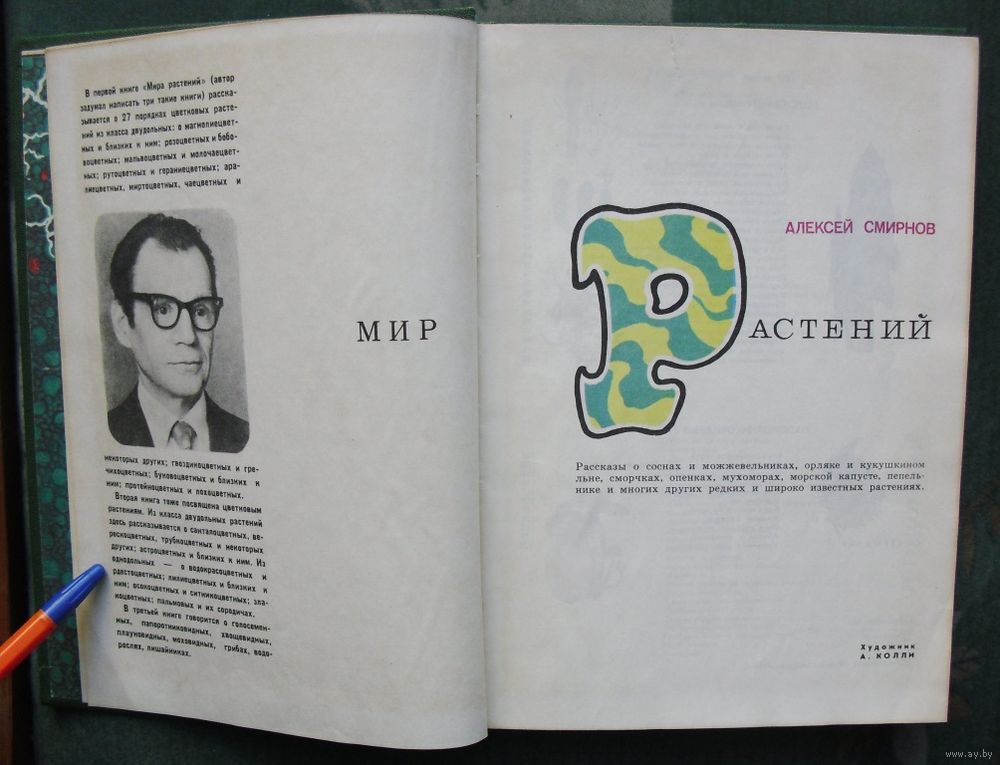 В первой книге «Мира растений» (автор
задумал написать три такие книги) расска-
зывается о 27 порядках цветковых расте-
ний из класса двудольных: о магнолиецвет-
ных и близких к ним; розоцветных и бобо-
воцветных; мальвоцветных и молочаецвет-
ных; рутоцветных и гераниецветных; ара-
лиецветных, миртоцветных, чаецветных и
некоторых других; гвоздикоцветных и гре-
чихоцветных; буковоцветных и близких к
ним; протейноцветных и лохоцветных.
Вторая книга тоже посвящена цветковым
растениям. Из класса двудольных растений
здесь рассказывается о санталоцветных, ве-
рескоцветных, трубкоцветных и некоторых
других; астроцветных и близких к ним. Из
однодольных — о водокрасоцветных и
рдестоцветных; лилиецветных и близких к
ним; осокоцветных и ситникоцветных; зла-
коцветных; пальмовых и их сородичах.
В третьей книге говорится о голосемен-
ных, папоротниковидных, хвощевидных,
плауновидных, моховидных, грибах, водо-
рослях, лишайниках.
МИР
АЛЕКСЕЙ СМИРНОВ
РАСТЕНИЙ
Рассказы о соснах и можжевельниках, орляке и кукушкином
льне, сморчках, опенках, мухоморах, морской капусте, пепель-
нике и многих других редких и широко известных растениях.
Художник
А. КОЛЛИ
www.ay.by